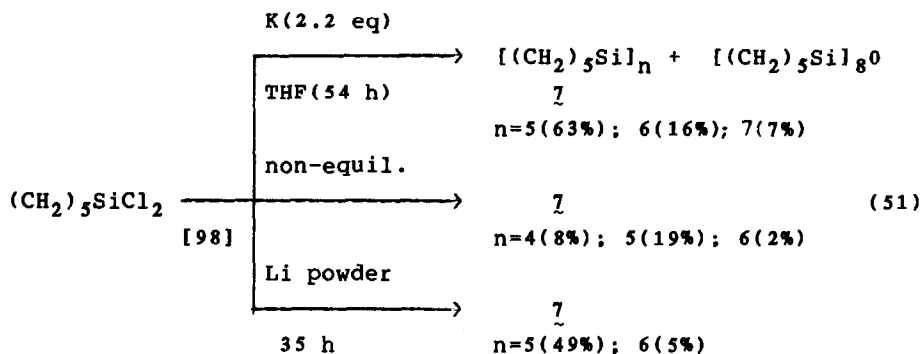 K(2.2 eq)
[(CH2)5Si]n + [(CH2)5Si]8O
THF(54 h)
7
n=5(63%); 6(16%); 7(7%)
non-equil.
(CH2)5SiCl2
7
(51)
[98]
n=4(8%); 5(19%); 6(2%)
Li powder
7
35 h
n=5(49%); 6(5%)